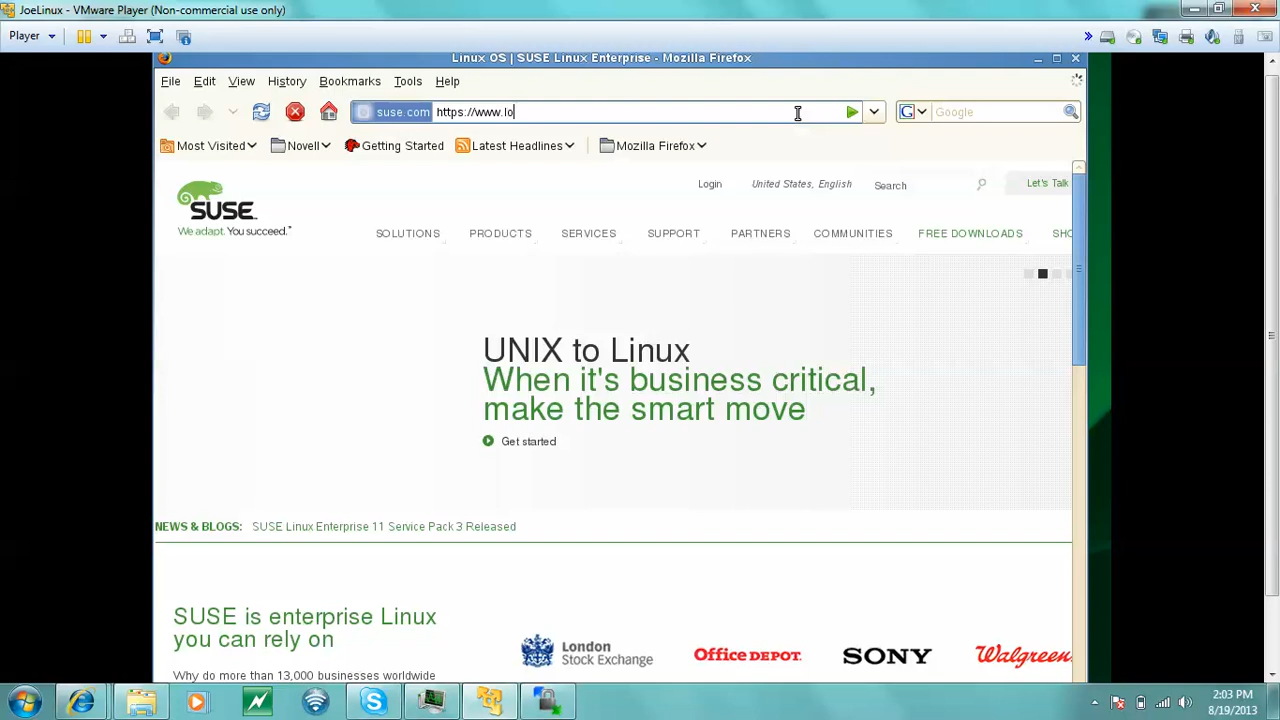 JoeLinux - VMware Player (Non-commercial use only)
Player
Linux OS | SUSE Linux Enterprise - Mozilla Firefox
File Edit View History Bookmarks Tools Help
suse.com https://www.lo
Google
Most Visited Novell Getting Started Latest Headlines Mozilla Firefox
Login United States, English Search Let's Talk
SUSE
We adapt. You succeed.
SOLUTIONS PRODUCTS SERVICES SUPPORT PARTNERS COMMUNITIES FREE DOWNLOADS SHO
UNIX to Linux
When it's business critical,
make the smart move
Get started
NEWS & BLOGS: SUSE Linux Enterprise 11 Service Pack 3 Released
SUSE is enterprise Linux
you can rely on
London
Stock Exchange
Office DEPOT.
SONY
Walgreen
Why do more than 13,000 businesses worldwide
2:03 PM
8/19/2013